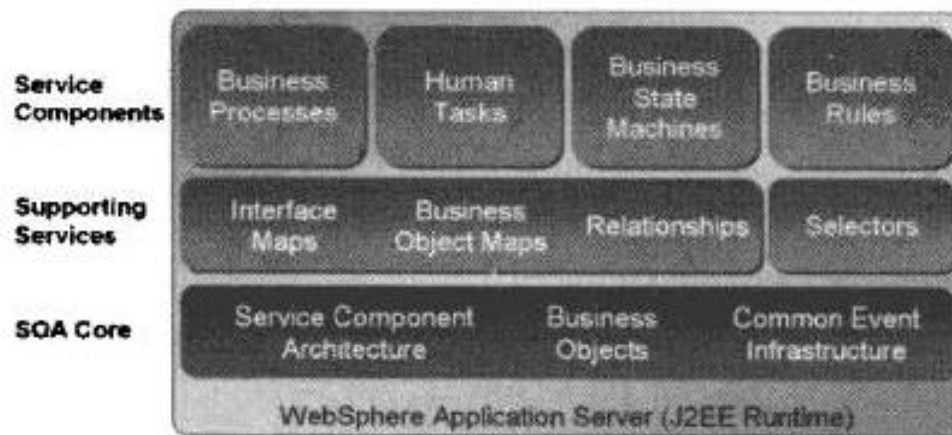 Service
Components
Business
Processes
Human
Tasks
Business
State
Machines
Business
Rules
Supporting
Services
Interface
Maps
Business
Object Maps
Relationships
Selectors
SOA Core
Service Component
Architecture
Business
Objects
Common Event
Infrastructure
WebSphere Application Server (J2EE Runtime)